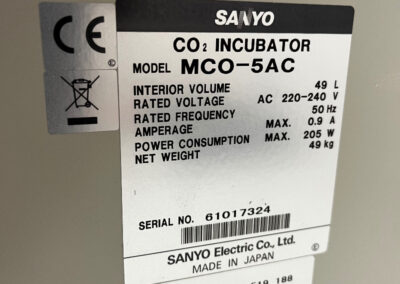 CE
SANYO
CO₂ INCUBATOR
MODEL MCO-5AC
INTERIOR VOLUME 49 L
RATED VOLTAGE AC 220-240 V
RATED FREQUENCY 50 Hz
AMPERAGE MAX. 0.9 A
POWER CONSUMPTION MAX. 205 W
NET WEIGHT 49 kg
SERIAL NO. 61017324
SANYO Electric Co., Ltd.
MADE IN JAPAN
188